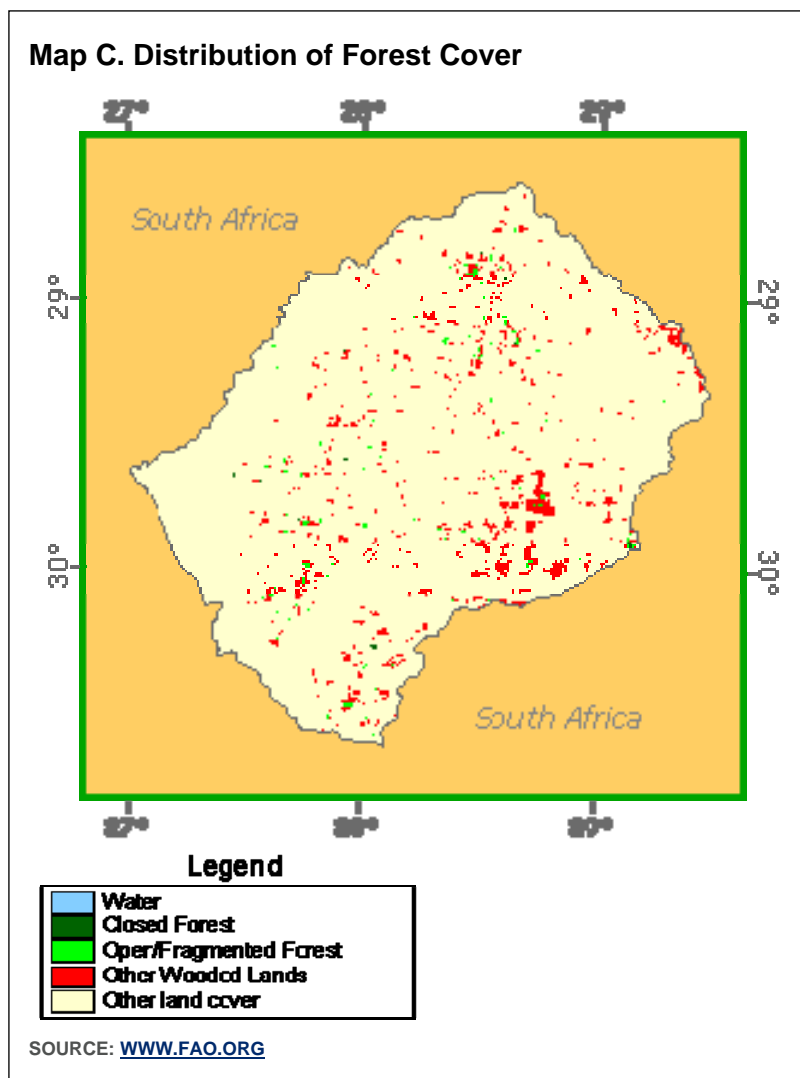 Map C. Distribution of Forest Cover
27° 28° 29°
South Africa
29° 29°
30° 30°
South Africa
27° 28° 29°
Legend
Water
Closed Forest
Open/Fragmented Forest
Other Wooded Lands
Other land cover
SOURCE: WWW.FAO.ORG